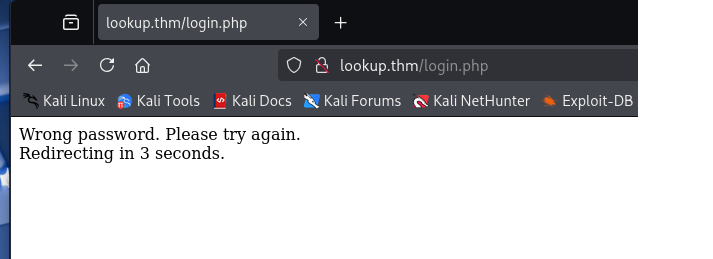 lookup.thm/login.php
lookup.thm/login.php
Kali Linux Kali Tools Kali Docs Kali Forums Kali NetHunter Exploit-DB
Wrong password. Please try again.
Redirecting in 3 seconds.